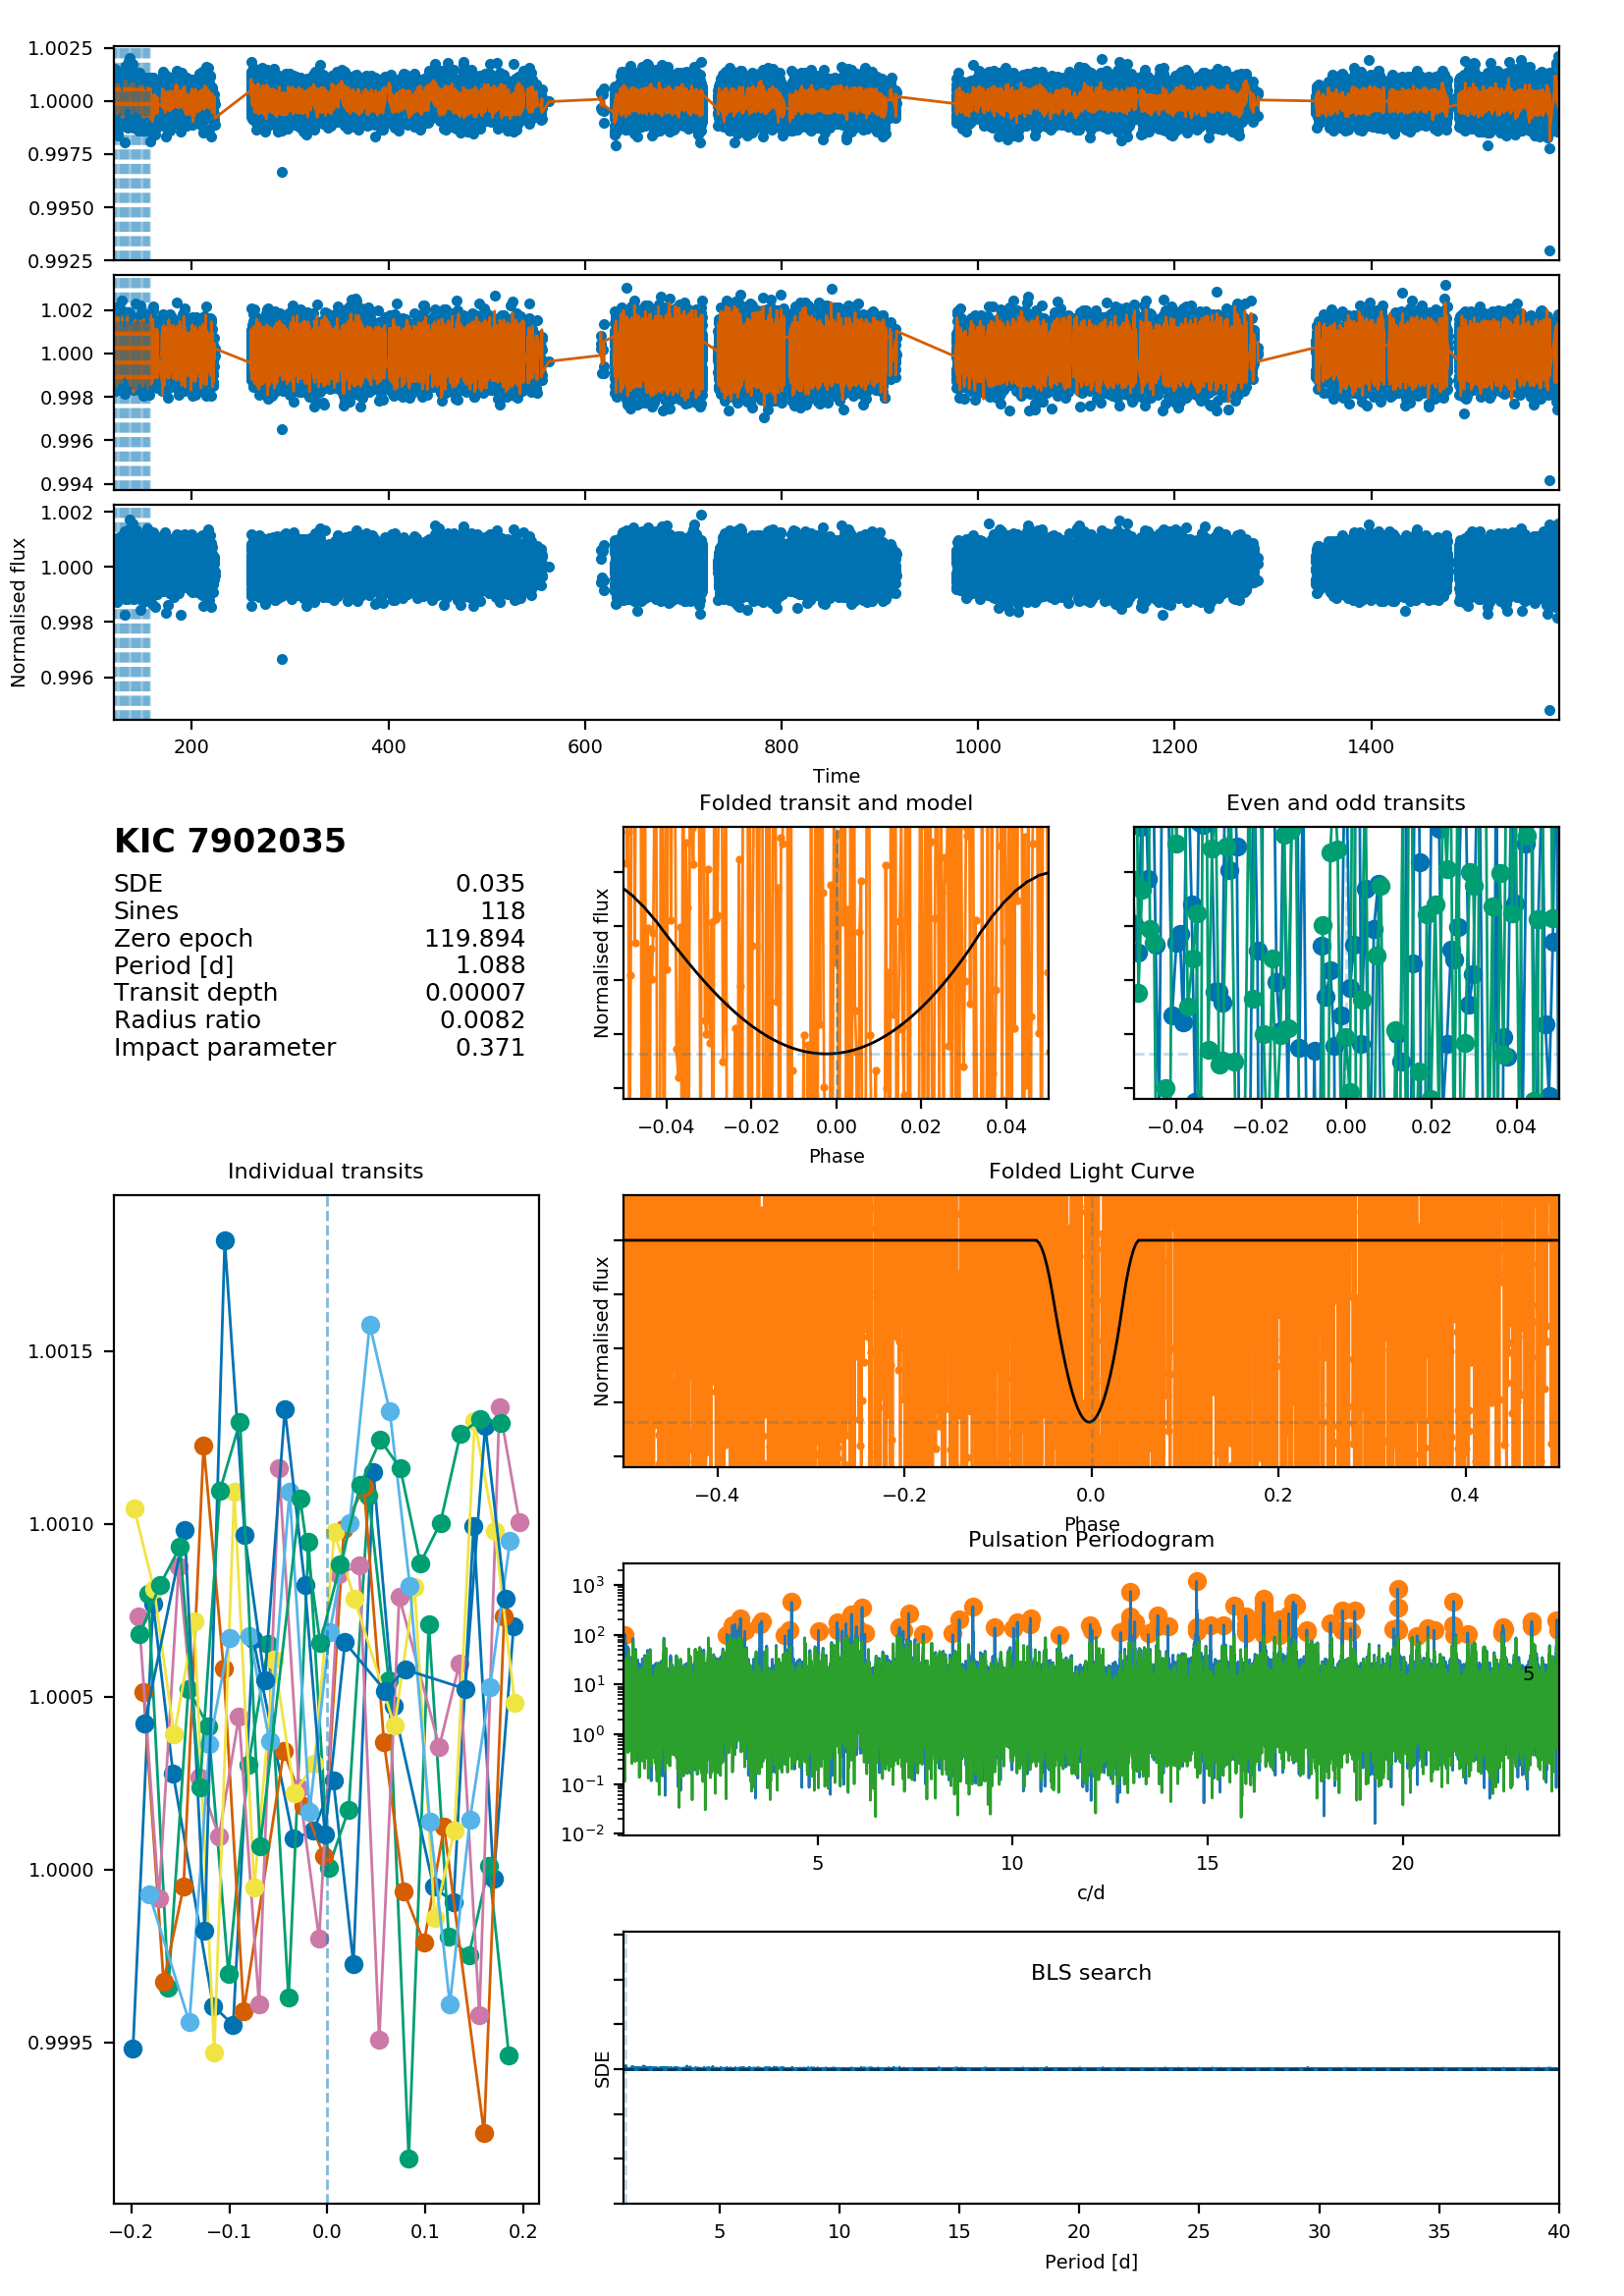 1.0025
1.0000
0.9975
0.9950
0.9925
1.002
1.000
0.998
0.996
0.994
1.002
1.000
0.998
0.996
Normalised flux
200 400 600 800 1000 1200 1400
Time
KIC 7902035
SDE 0.035
Sines 118
Zero epoch 119.894
Period [d] 1.088
Transit depth 0.00007
Radius ratio 0.0082
Impact parameter 0.371
Folded transit and model
Normalised flux
−0.04 −0.02 0.00 0.02 0.04
Phase
Even and odd transits
−0.04 −0.02 0.00 0.02 0.04
Individual transits
1.0015
1.0010
1.0005
1.0000
0.9995
−0.2 −0.1 0.0 0.1 0.2
Folded Light Curve
Normalised flux
−0.4 −0.2 0.0 0.2 0.4
Phase
Pulsation Periodogram
10³
10²
10¹
10⁰
10⁻¹
10⁻²
5
5 10 15 20
c/d
BLS search
SDE
5 10 15 20 25 30 35 40
Period [d]